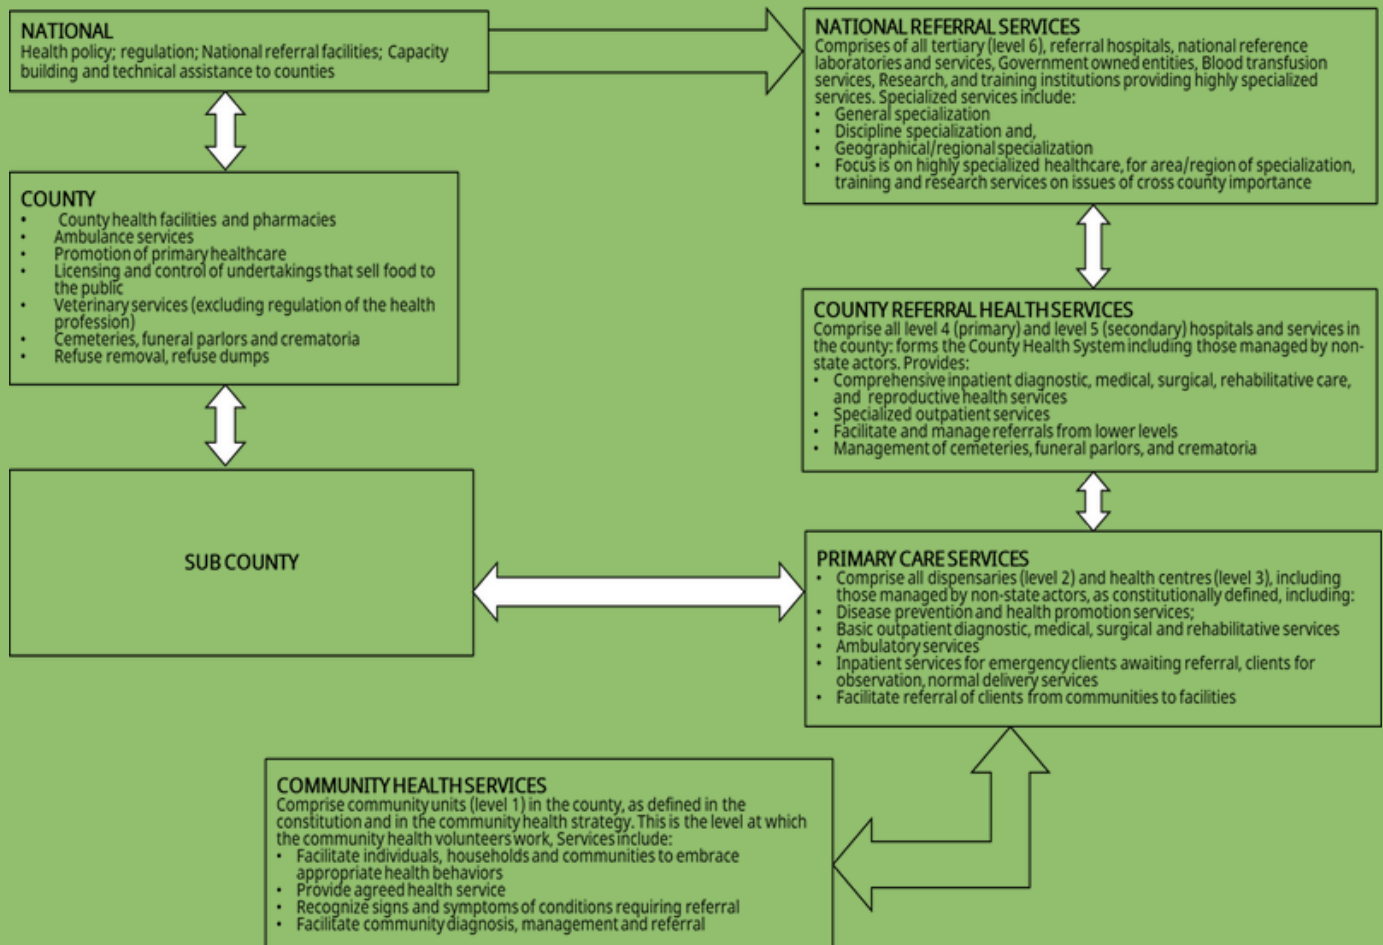 NATIONAL
Health policy; regulation; National referral facilities; Capacity
building and technical assistance to counties
NATIONAL REFERRAL SERVICES
Comprises of all tertiary (level 6), referral hospitals, national reference
laboratories and services, Government owned entities, Blood transfusion
services, Research, and training institutions providing highly specialized
services. Specialized services include:
• General specialization
• Discipline specialization and,
• Geographical/regional specialization
• Focus is on highly specialized healthcare, for area/region of specialization,
training and research services on issues of cross county importance
COUNTY
• County health facilities and pharmacies
• Ambulance services
• Promotion of primary healthcare
• Licensing and control of undertakings that sell food to
the public
• Veterinary services (excluding regulation of the health
profession)
• Cemeteries, funeral parlors and crematoria
• Refuse removal, refuse dumps
COUNTY REFERRAL HEALTH SERVICES
Comprise all level 4 (primary) and level 5 (secondary) hospitals and services in
the county: forms the County Health System including those managed by non-
state actors. Provides:
• Comprehensive inpatient diagnostic, medical, surgical, rehabilitative care,
and reproductive health services
• Specialized outpatient services
• Facilitate and manage referrals from lower levels
• Management of cemeteries, funeral parlors, and crematoria
SUB COUNTY
PRIMARY CARE SERVICES
• Comprise all dispensaries (level 2) and health centres (level 3), including
those managed by non-state actors, as constitutionally defined, including:
• Disease prevention and health promotion services;
• Basic outpatient diagnostic, medical, surgical and rehabilitative services
• Ambulatory services
• Inpatient services for emergency clients awaiting referral, clients for
observation, normal delivery services
• Facilitate referral of clients from communities to facilities
COMMUNITY HEALTH SERVICES
Comprise community units (level 1) in the county, as defined in the
constitution and in the community health strategy. This is the level at which
the community health volunteers work, Services include:
• Facilitate individuals, households and communities to embrace
appropriate health behaviors
• Provide agreed health service
• Recognize signs and symptoms of conditions requiring referral
• Facilitate community diagnosis, management and referral